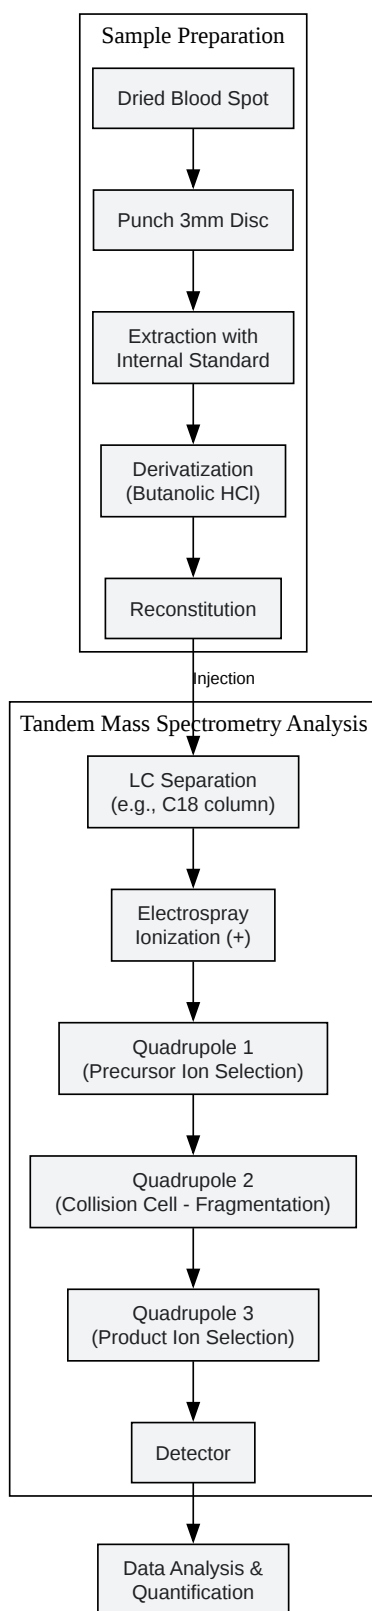 Sample Preparation
Dried Blood Spot
Punch 3mm Disc
Extraction with
Internal Standard
Derivatization
(Butanolic HCl)
Reconstitution
Injection
Tandem Mass Spectrometry Analysis
LC Separation
(e.g., C18 column)
Electrospray
Ionization (+)
Quadrupole 1
(Precursor Ion Selection)
Quadrupole 2
(Collision Cell - Fragmentation)
Quadrupole 3
(Product Ion Selection)
Detector
Data Analysis &
Quantification